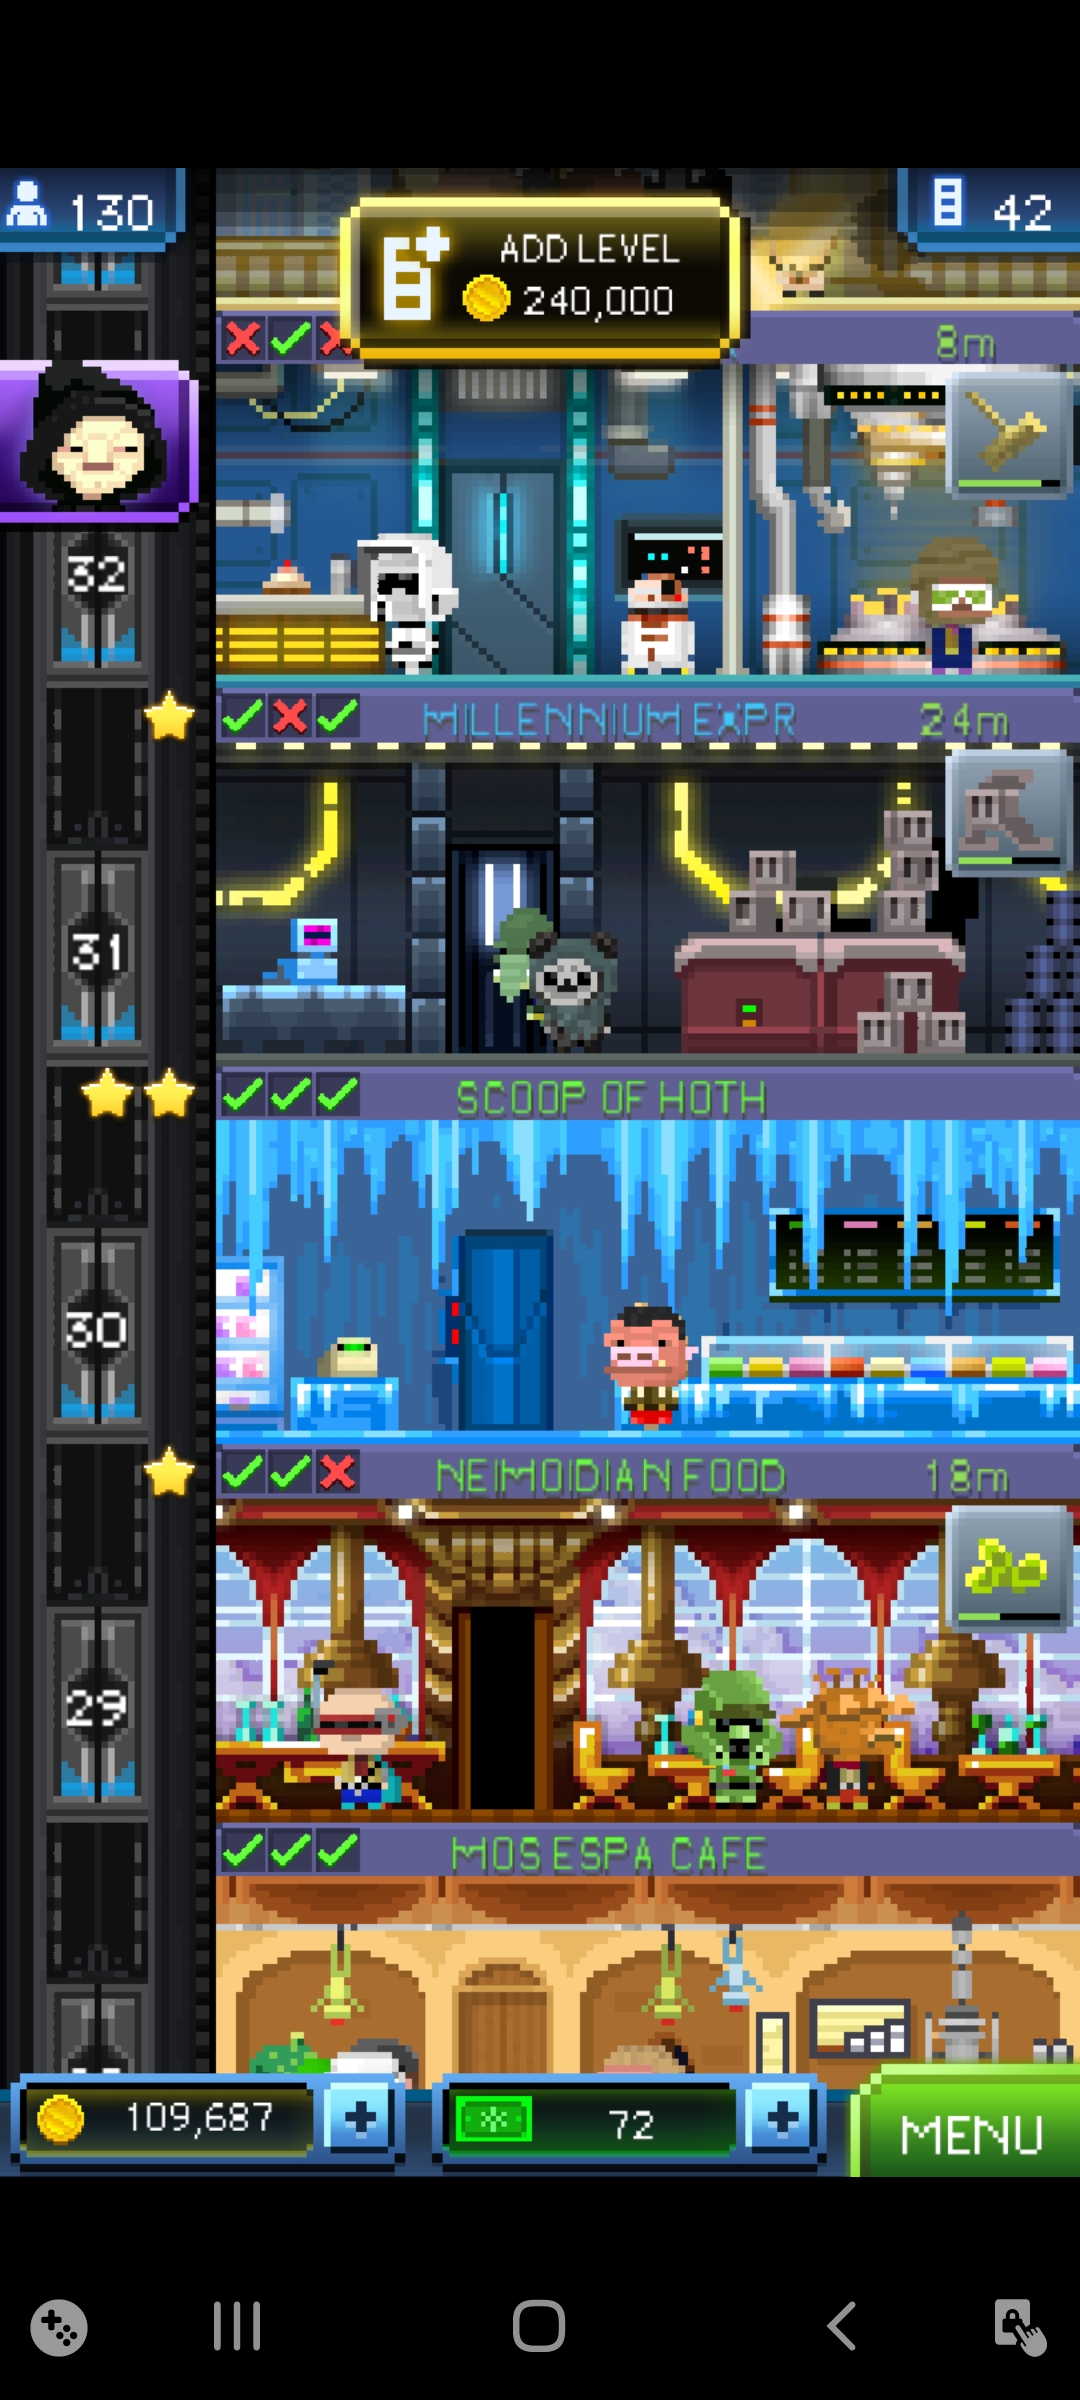 130
ADD LEVEL
240,000
42
8m
32
MILLENNIUM EXPR
24m
31
SCOOP OF HOTH
30
NEIMOIDIAN FOOD
18m
29
MOS ESPA CAFE
109,687
72
MENU